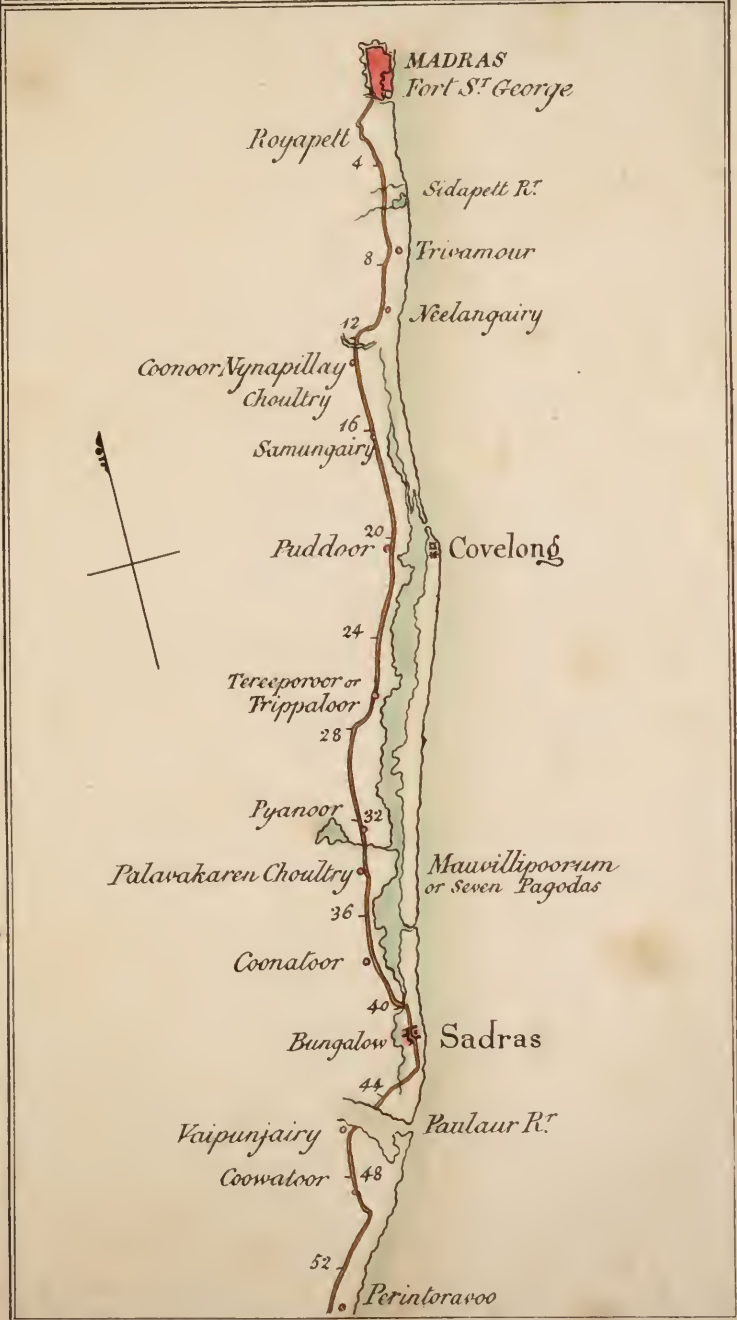 MADRAS
Fort St. George
Royapett
4
Sidapett Rr.
8
Trivamour
Neelangairy
12
Coonoor Nynapillay
Choultry
16
Samungairy
20
Puddoor
Covelong
24
Tereeporoor or
Trippaloor
28
Pyanoor
32
Palavakaren Choultry
Mauvillipoorum
or Seven Pagodas
36
Coonatoor
40
Bungalow
Sadras
44
Vaipunjairy
Paulaur Rr.
Coowatoor
48
52
Perintoravoo